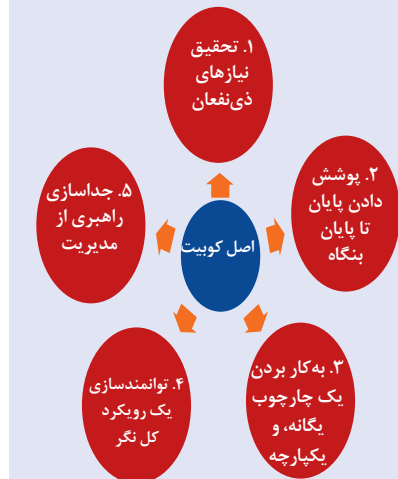 ۱. تحقیق
نیازهای
ذی‌نفعان
۲. پوشش
دادن پایان
تا پایان
بنگاه
۵. جداسازی
راهبری از
مدیریت
اصل کوبیت
۳. به‌کار بردن
یک چارچوب
یگانه، و
یکپارچه
۴. توانمندسازی
یک رویکرد
کل نگر